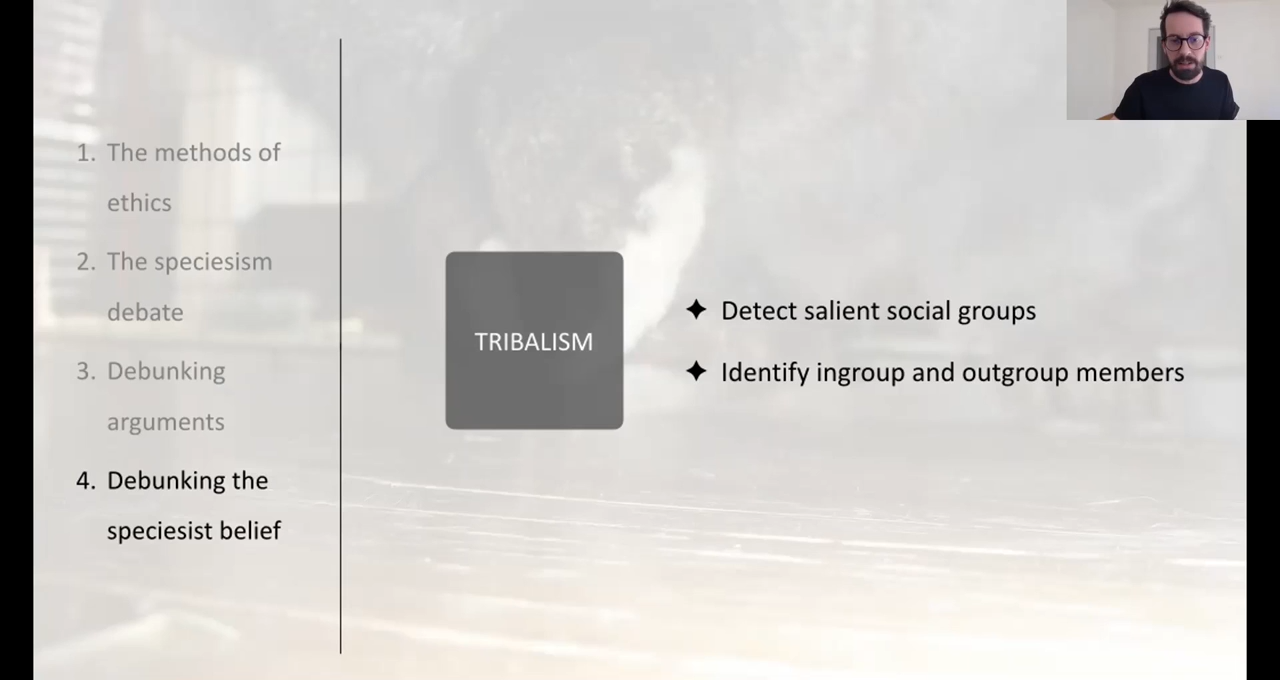 1. The methods of
ethics
2. The speciesism
debate
3. Debunking
arguments
4. Debunking the
speciesist belief
TRIBALISM
✦ Detect salient social groups
✦ Identify ingroup and outgroup members